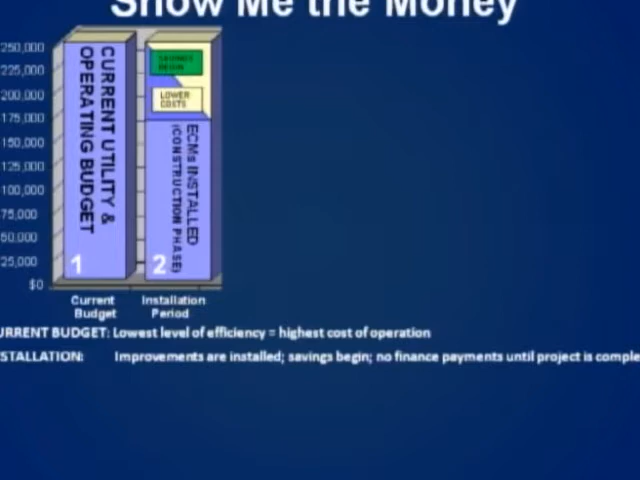 Show Me the Money
250,000
225,000
200,000
175,000
150,000
125,000
100,000
75,000
50,000
25,000
$0
CURRENT UTILITY &
OPERATING BUDGET
1
SAVINGS
BEGIN
LOWER
COSTS
ECMs INSTALLED
(CONSTRUCTION PHASE)
2
Current
Budget
Installation
Period
URRENT BUDGET: Lowest level of efficiency = highest cost of operation
STALLATION: Improvements are installed; savings begin; no finance payments until project is comple